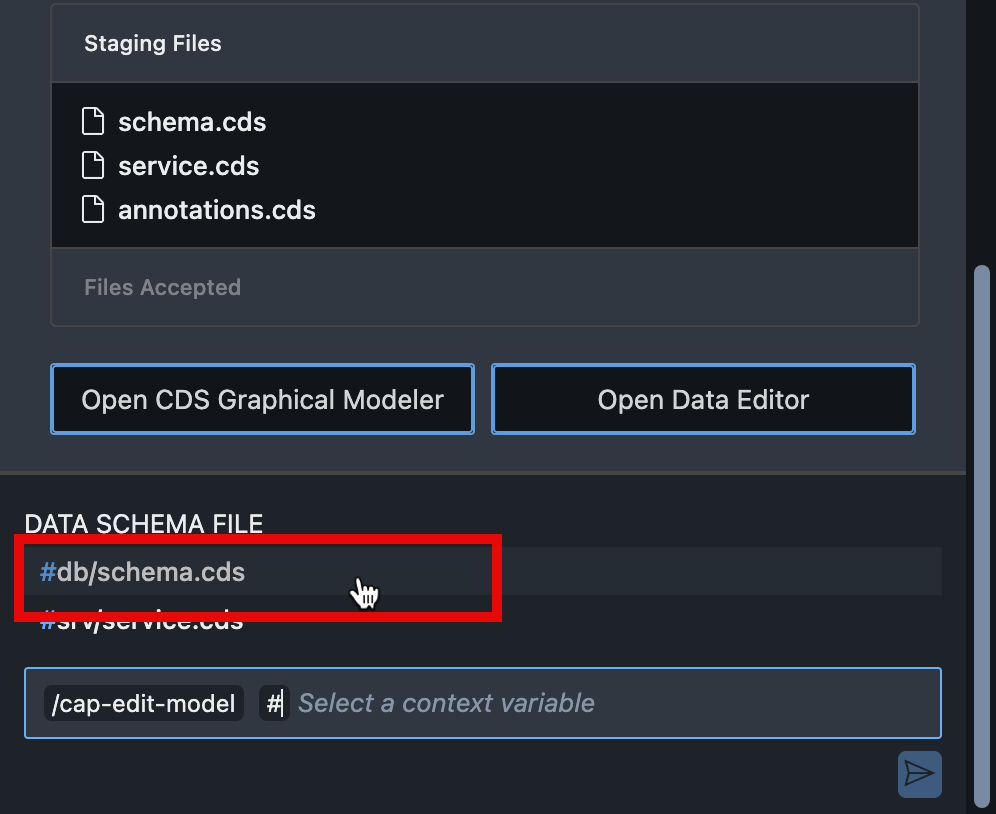 Staging Files
schema.cds
service.cds
annotations.cds
Files Accepted
Open CDS Graphical Modeler Open Data Editor
DATA SCHEMA FILE
#db/schema.cds
#srv/service.cds
/cap-edit-model # Select a context variable